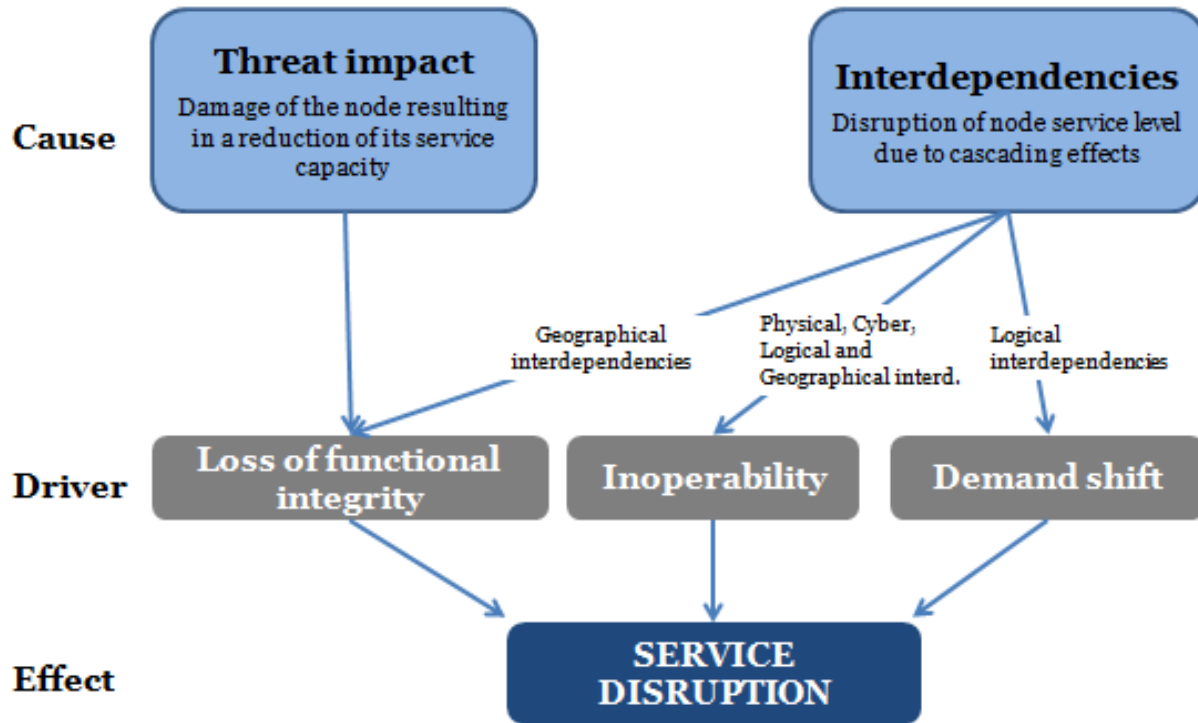 Threat impact
Damage of the node resulting
in a reduction of its service
capacity
Interdependencies
Disruption of node service level
due to cascading effects
Cause
Geographical
interdependencies
Physical, Cyber,
Logical and
Geographical interd.
Logical
interdependencies
Driver
Loss of functional
integrity
Inoperability
Demand shift
Effect
SERVICE
DISRUPTION